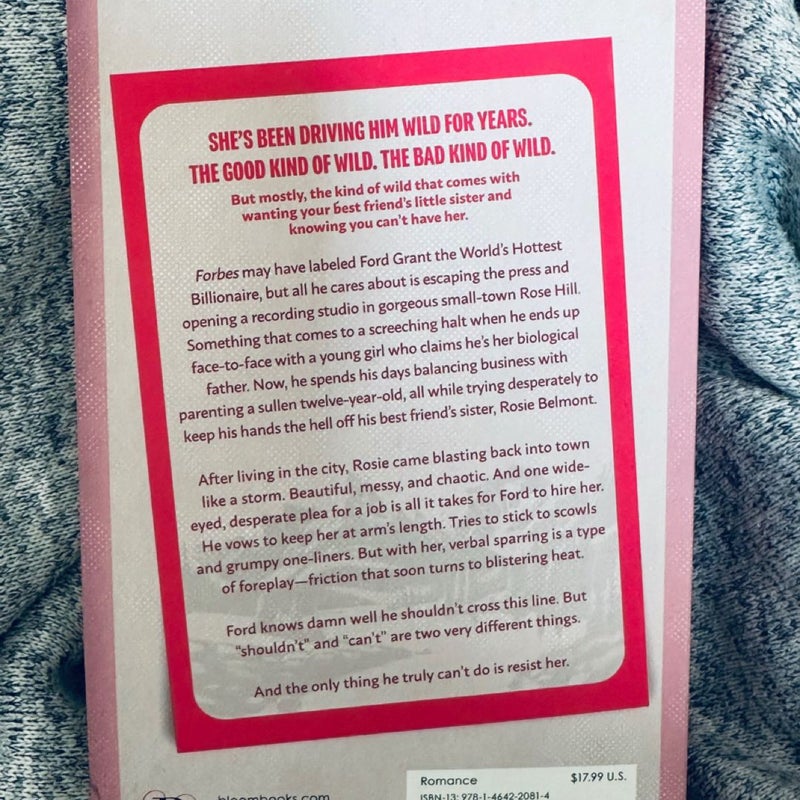 SHE'S BEEN DRIVING HIM WILD FOR YEARS.
THE GOOD KIND OF WILD. THE BAD KIND OF WILD.
But mostly, the kind of wild that comes with
wanting your best friend's little sister and
knowing you can't have her.
Forbes may have labeled Ford Grant the World's Hottest
Billionaire, but all he cares about is escaping the press and
opening a recording studio in gorgeous small-town Rose Hill.
Something that comes to a screeching halt when he ends up
face-to-face with a young girl who claims he's her biological
father. Now, he spends his days balancing business with
parenting a sullen twelve-year-old, all while trying desperately to
keep his hands the hell off his best friend's sister, Rosie Belmont.
After living in the city, Rosie came blasting back into town
like a storm. Beautiful, messy, and chaotic. And one wide-
eyed, desperate plea for a job is all it takes for Ford to hire her.
He vows to keep her at arm's length. Tries to stick to scowls
and grumpy one-liners. But with her, verbal sparring is a type
of foreplay—friction that soon turns to blistering heat.
Ford knows damn well he shouldn't cross this line. But
"shouldn't" and "can't" are two very different things.
And the only thing he truly can't do is resist her.
Romance $17.99 U.S.
bloombooks.com
ISBN-13: 978-1-4642-2081-4